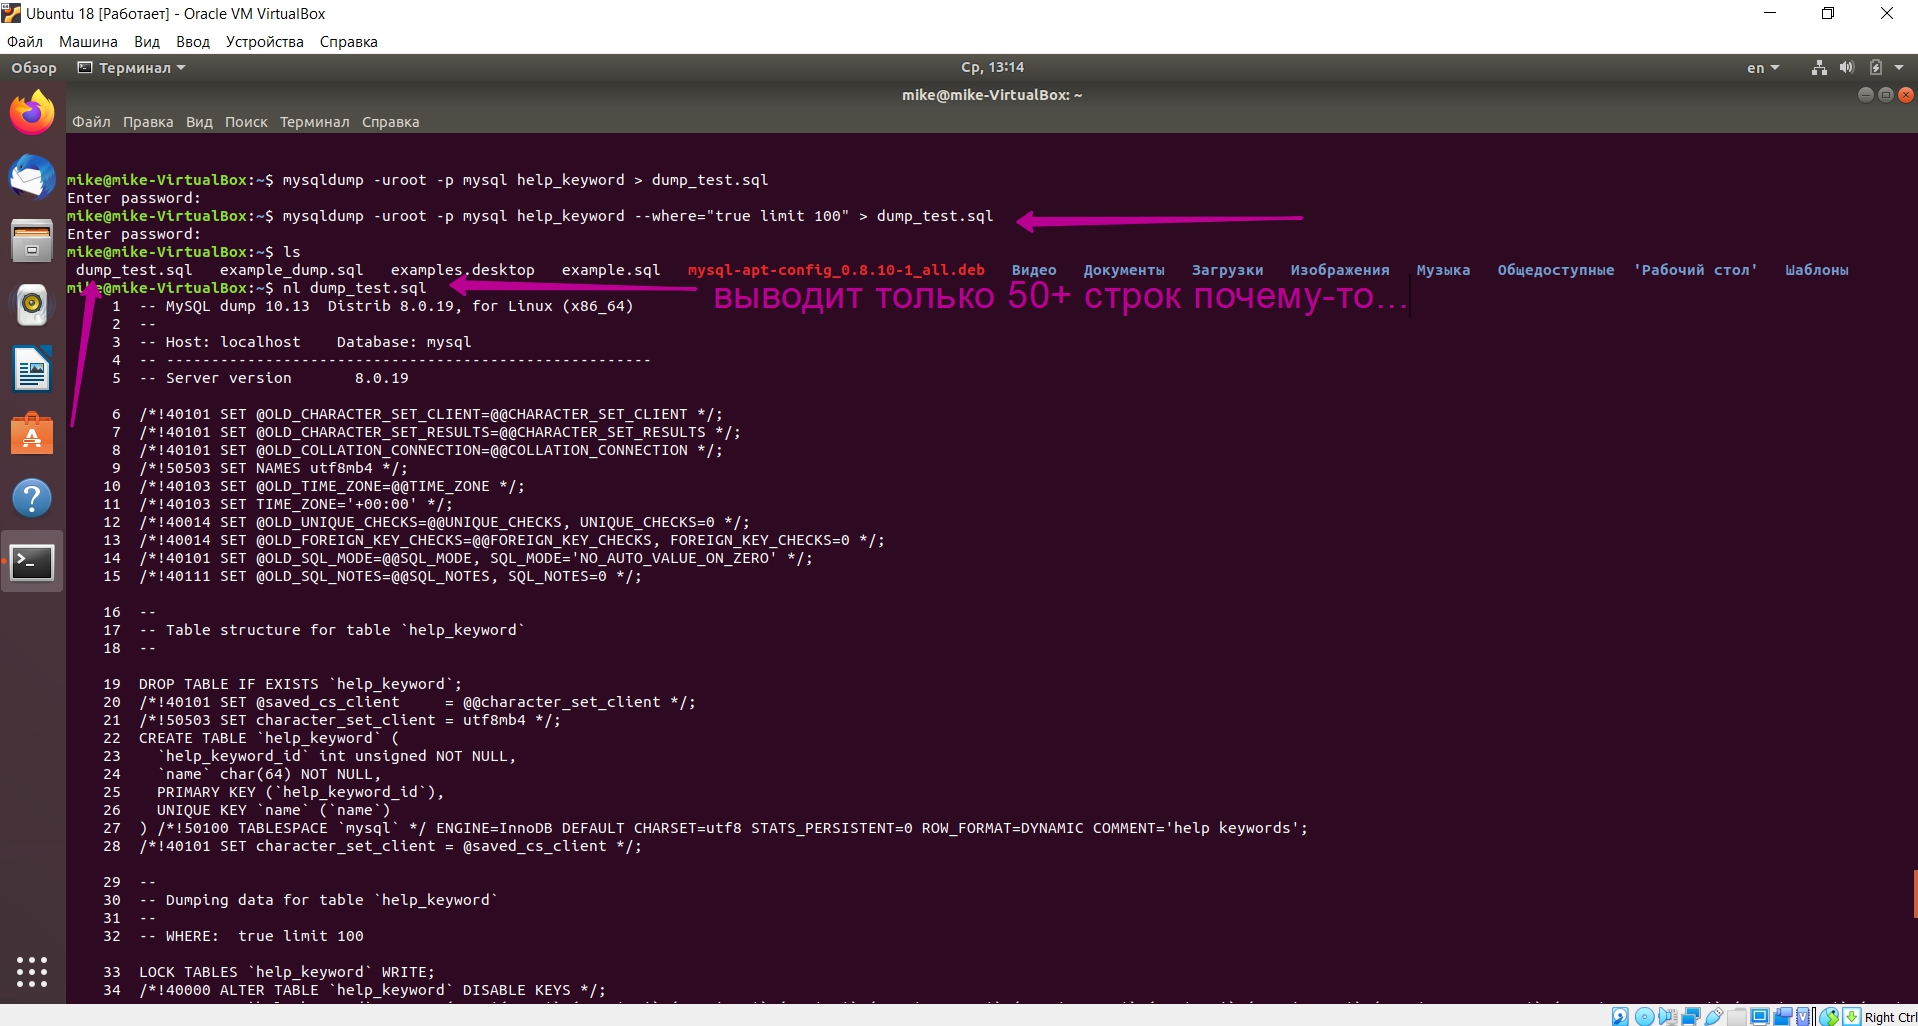 Ubuntu 18 [Работает] - Oracle VM VirtualBox
Файл Машина Вид Ввод Устройства Справка
Обзор Терминал Ср, 13:14 en
mike@mike-VirtualBox: ~
Файл Правка Вид Поиск Терминал Справка
mike@mike-VirtualBox:~$ mysqldump -uroot -p mysql help_keyword > dump_test.sql
Enter password:
mike@mike-VirtualBox:~$ mysqldump -uroot -p mysql help_keyword --where="true limit 100" > dump_test.sql
Enter password:
mike@mike-VirtualBox:~$ ls
dump_test.sql example_dump.sql examples.desktop example.sql mysql-apt-config_0.8.10-1_all.deb Видео Документы Загрузки Изображения Музыка Общедоступные 'Рабочий стол' Шаблоны
mike@mike-VirtualBox:~$ nl dump_test.sql
выводит только 50+ строк почему-то...
1 -- MySQL dump 10.13 Distrib 8.0.19, for Linux (x86_64)
2 --
3 -- Host: localhost Database: mysql
4 -- ------------------------------------------------------
5 -- Server version 8.0.19
6 /*!40101 SET @OLD_CHARACTER_SET_CLIENT=@@CHARACTER_SET_CLIENT */;
7 /*!40101 SET @OLD_CHARACTER_SET_RESULTS=@@CHARACTER_SET_RESULTS */;
8 /*!40101 SET @OLD_COLLATION_CONNECTION=@@COLLATION_CONNECTION */;
9 /*!50503 SET NAMES utf8mb4 */;
10 /*!40103 SET @OLD_TIME_ZONE=@@TIME_ZONE */;
11 /*!40103 SET TIME_ZONE='+00:00' */;
12 /*!40014 SET @OLD_UNIQUE_CHECKS=@@UNIQUE_CHECKS, UNIQUE_CHECKS=0 */;
13 /*!40014 SET @OLD_FOREIGN_KEY_CHECKS=@@FOREIGN_KEY_CHECKS, FOREIGN_KEY_CHECKS=0 */;
14 /*!40101 SET @OLD_SQL_MODE=@@SQL_MODE, SQL_MODE='NO_AUTO_VALUE_ON_ZERO' */;
15 /*!40111 SET @OLD_SQL_NOTES=@@SQL_NOTES, SQL_NOTES=0 */;
16 --
17 -- Table structure for table `help_keyword`
18 --
19 DROP TABLE IF EXISTS `help_keyword`;
20 /*!40101 SET @saved_cs_client = @@character_set_client */;
21 /*!50503 SET character_set_client = utf8mb4 */;
22 CREATE TABLE `help_keyword` (
23 `help_keyword_id` int unsigned NOT NULL,
24 `name` char(64) NOT NULL,
25 PRIMARY KEY (`help_keyword_id`),
26 UNIQUE KEY `name` (`name`)
27 ) /*!50100 TABLESPACE `mysql` */ ENGINE=InnoDB DEFAULT CHARSET=utf8 STATS_PERSISTENT=0 ROW_FORMAT=DYNAMIC COMMENT='help keywords';
28 /*!40101 SET character_set_client = @saved_cs_client */;
29 --
30 -- Dumping data for table `help_keyword`
31 --
32 -- WHERE: true limit 100
33 LOCK TABLES `help_keyword` WRITE;
34 /*!40000 ALTER TABLE `help_keyword` DISABLE KEYS */;
Right Ctrl